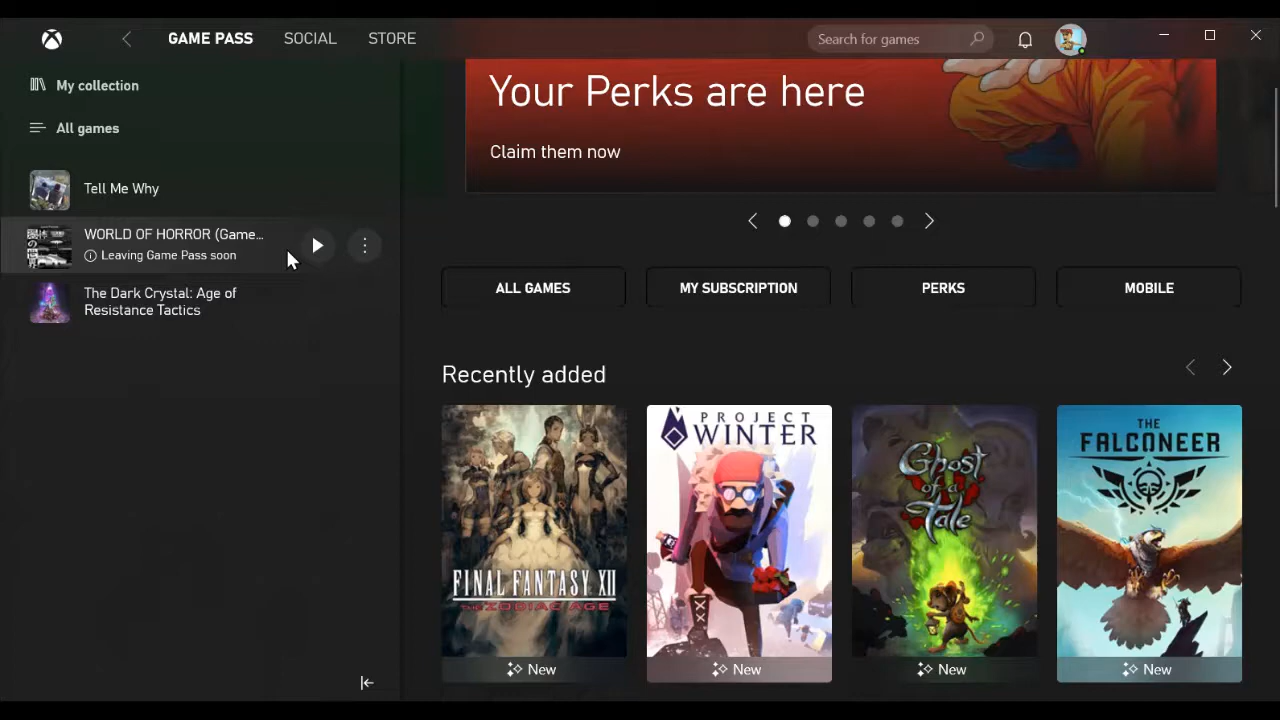 GAME PASS
SOCIAL
STORE
Search for games
My collection
All games
Tell Me Why
WORLD OF HORROR (Game...
Leaving Game Pass soon
The Dark Crystal: Age of
Resistance Tactics
Your Perks are here
Claim them now
ALL GAMES
MY SUBSCRIPTION
PERKS
MOBILE
Recently added
FINAL FANTASY XII
THE ZODIAC AGE
New
PROJECT
WINTER
New
Ghost
of a
Tale
New
THE
FALCONEER
New